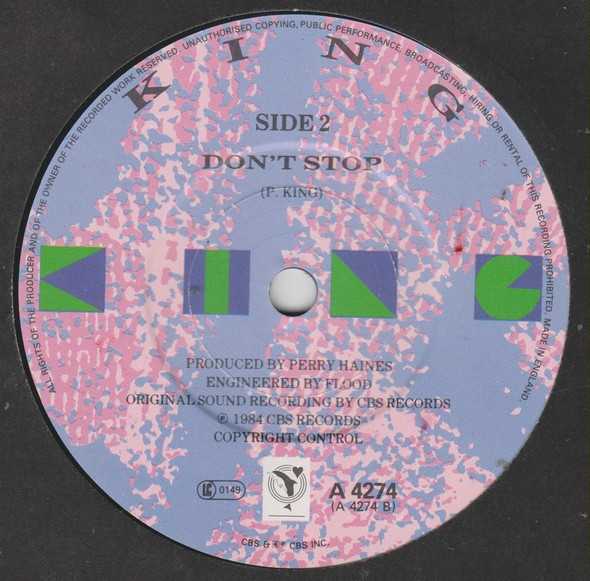 ALL RIGHTS OF THE PRODUCER AND OF THE OWNER OF THE RECORDED WORK RESERVED. UNAUTHORISED COPYING, PUBLIC PERFORMANCE, BROADCASTING, HIRING OR RENTAL OF THIS RECORDING PROHIBITED. MADE IN ENGLAND.
KING
SIDE 2
DON'T STOP
(P. KING)
KING
PRODUCED BY PERRY HAINES
ENGINEERED BY FLOOD
ORIGINAL SOUND RECORDING BY CBS RECORDS
℗ 1984 CBS RECORDS
COPYRIGHT CONTROL
LC 0149
A 4274
(A 4274 B)
CBS & ® CBS INC.